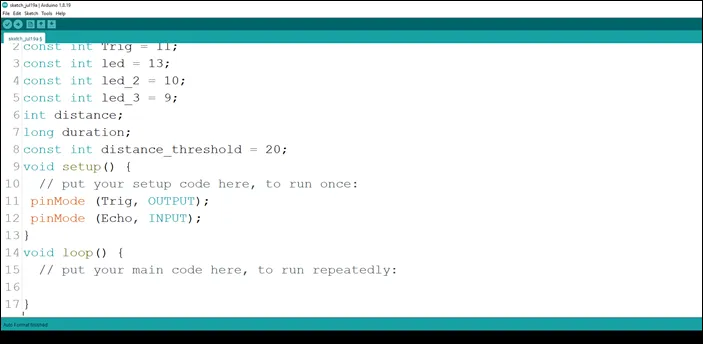 sketch_jul19a | Arduino 1.8.19
File Edit Sketch Tools Help
sketch_jul19a §
2 const int Trig = 11;
3 const int led = 13;
4 const int led_2 = 10;
5 const int led_3 = 9;
6 int distance;
7 long duration;
8 const int distance_threshold = 20;
9 void setup() {
10 // put your setup code here, to run once:
11 pinMode (Trig, OUTPUT);
12 pinMode (Echo, INPUT);
13 }
14 void loop() {
15 // put your main code here, to run repeatedly:
16
17 }
Auto Format finished.